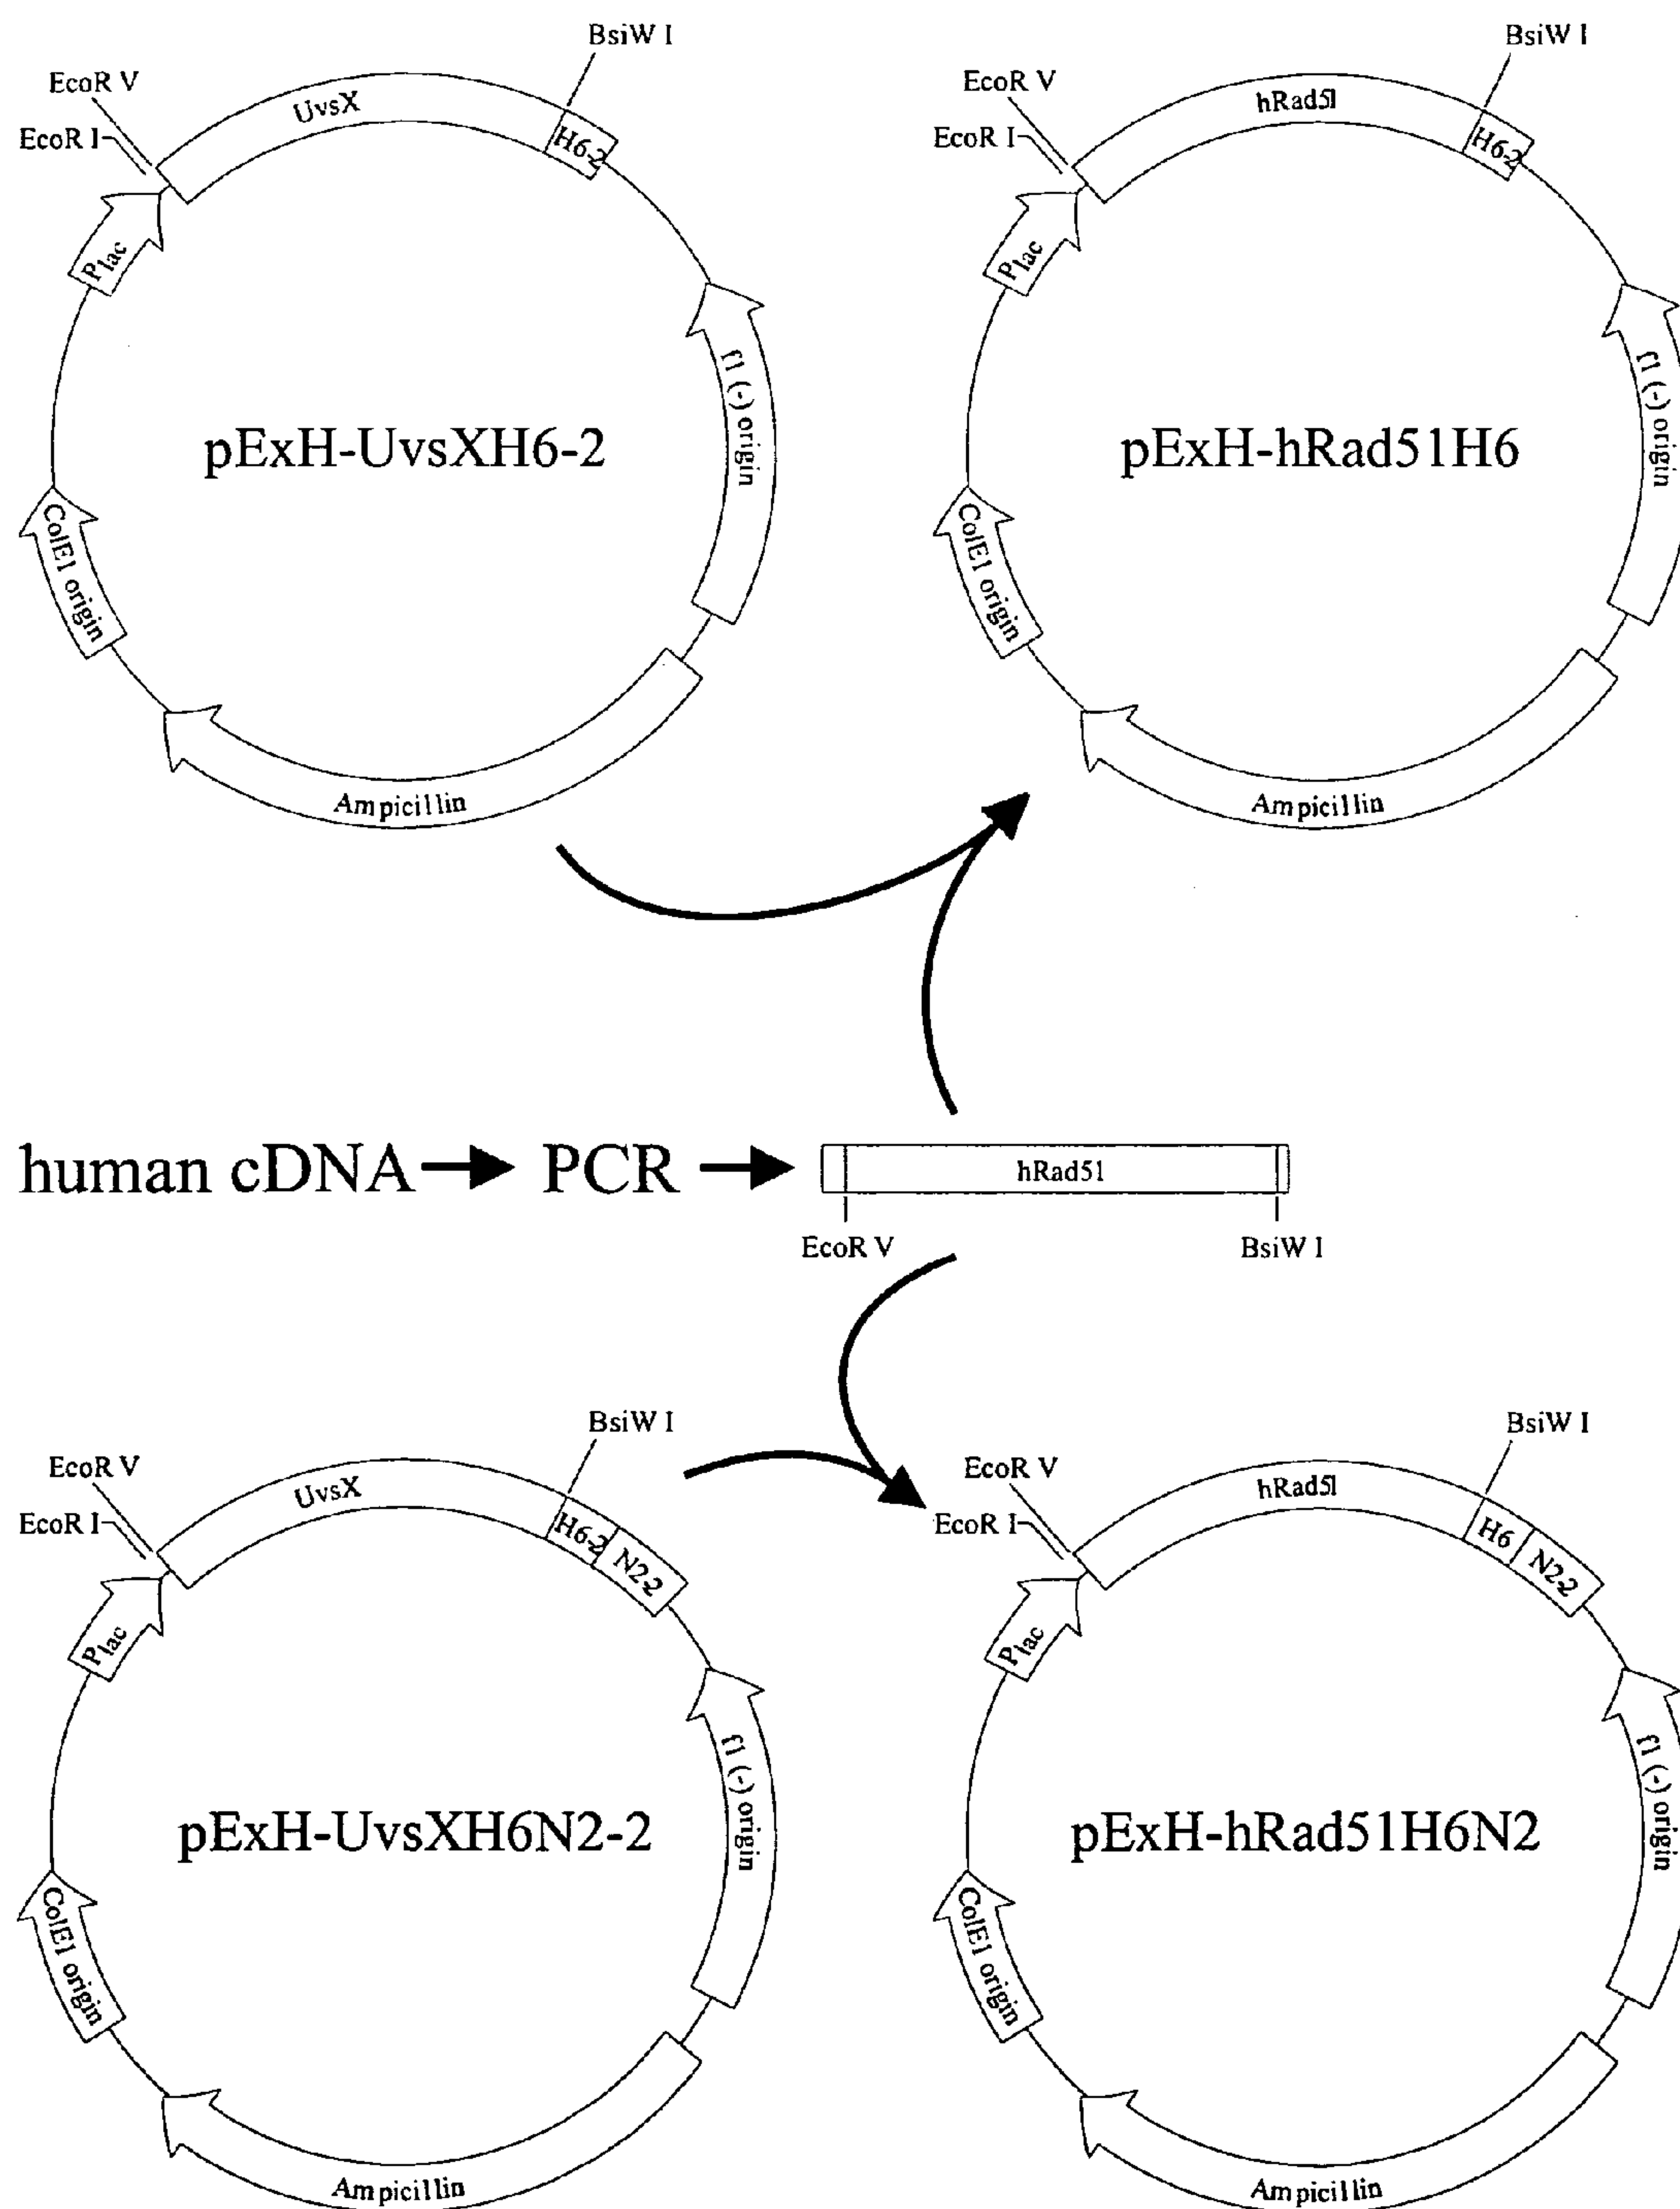 BsiW I
EcoR V
EcoR I
UvsX
H6-2
Plac
f1 (-) origin
pExH-UvsXH6-2
ColE1 origin
Ampicillin
BsiW I
EcoR V
EcoR I
hRad51
H6-2
Plac
f1 (-) origin
pExH-hRad51H6
ColE1 origin
Ampicillin
human cDNA PCR hRad51
EcoR V BsiW I
BsiW I
EcoR V
EcoR I
UvsX
H6-2
N2-2
Plac
f1 (-) origin
pExH-UvsXH6N2-2
ColE1 origin
Ampicillin
BsiW I
EcoR V
EcoR I
hRad51
H6
N2-2
Plac
f1 (-) origin
pExH-hRad51H6N2
ColE1 origin
Ampicillin